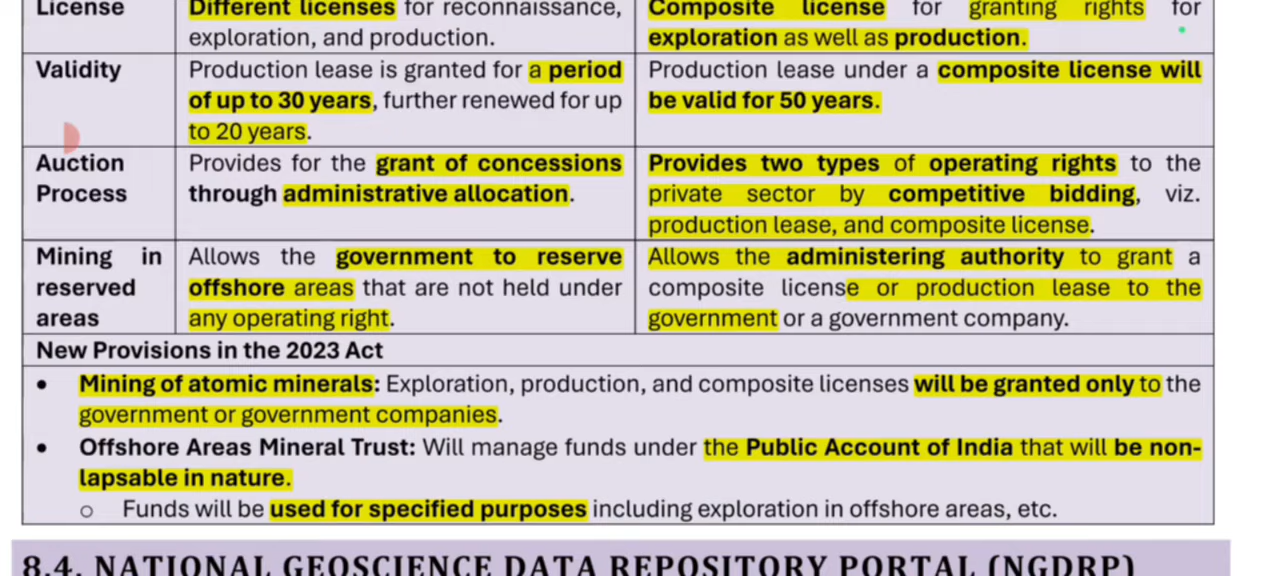 License Different licenses for reconnaissance, Composite license for granting rights for
exploration, and production. exploration as well as production.
Validity Production lease is granted for a period Production lease under a composite license will
of up to 30 years, further renewed for up be valid for 50 years.
to 20 years.
Auction Provides for the grant of concessions Provides two types of operating rights to the
Process through administrative allocation. private sector by competitive bidding, viz.
production lease, and composite license.
Mining in Allows the government to reserve Allows the administering authority to grant a
reserved offshore areas that are not held under composite license or production lease to the
areas any operating right. government or a government company.
New Provisions in the 2023 Act
• Mining of atomic minerals: Exploration, production, and composite licenses will be granted only to the
government or government companies.
• Offshore Areas Mineral Trust: Will manage funds under the Public Account of India that will be non-
lapsable in nature.
o Funds will be used for specified purposes including exploration in offshore areas, etc.
8.4. NATIONAL GEOSCIENCE DATA REPOSITORY PORTAL (NGDRP)